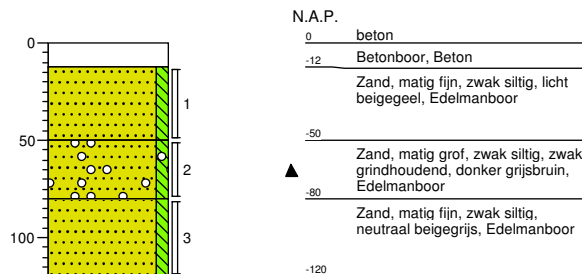 N.A.P.
0
0
beton
-12
Betonboor, Beton
Zand, matig fijn, zwak siltig, licht
beigegeel, Edelmanboor
1
50
-50
Zand, matig grof, zwak siltig, zwak
grindhoudend, donker grijsbruin,
Edelmanboor
2
-80
Zand, matig fijn, zwak siltig,
neutraal beigegrijs, Edelmanboor
3
100
-120